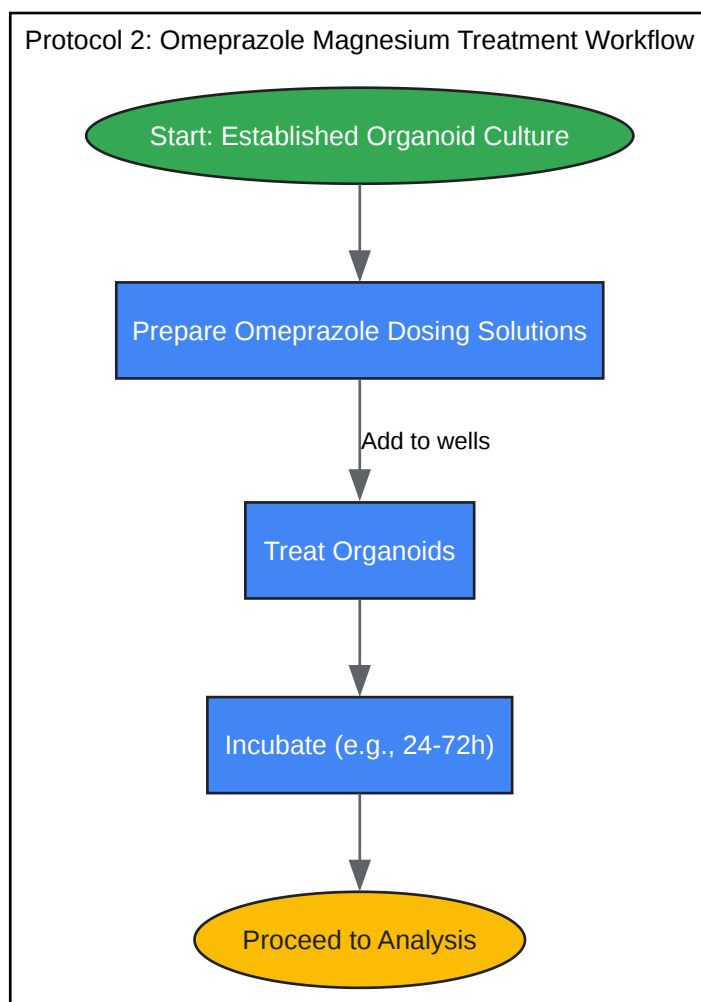 Protocol 2: Omeprazole Magnesium Treatment Workflow
Start: Established Organoid Culture
Prepare Omeprazole Dosing Solutions
Add to wells
Treat Organoids
Incubate (e.g., 24-72h)
Proceed to Analysis